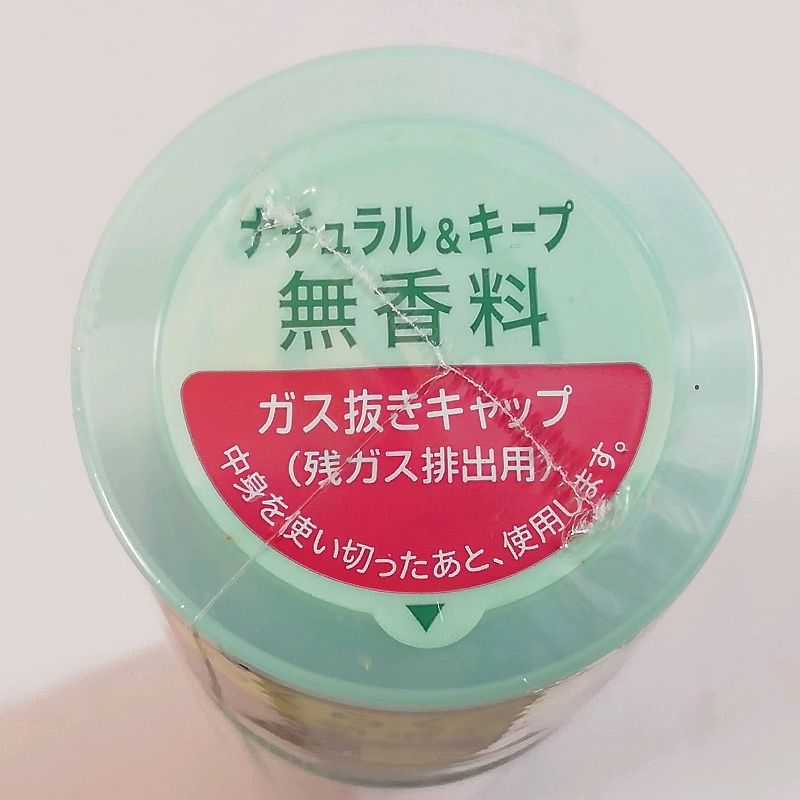 ナチュラル&キープ
無香料
ガス抜きキャップ
(残ガス排出用)
中身を使い切ったあと、使用します。